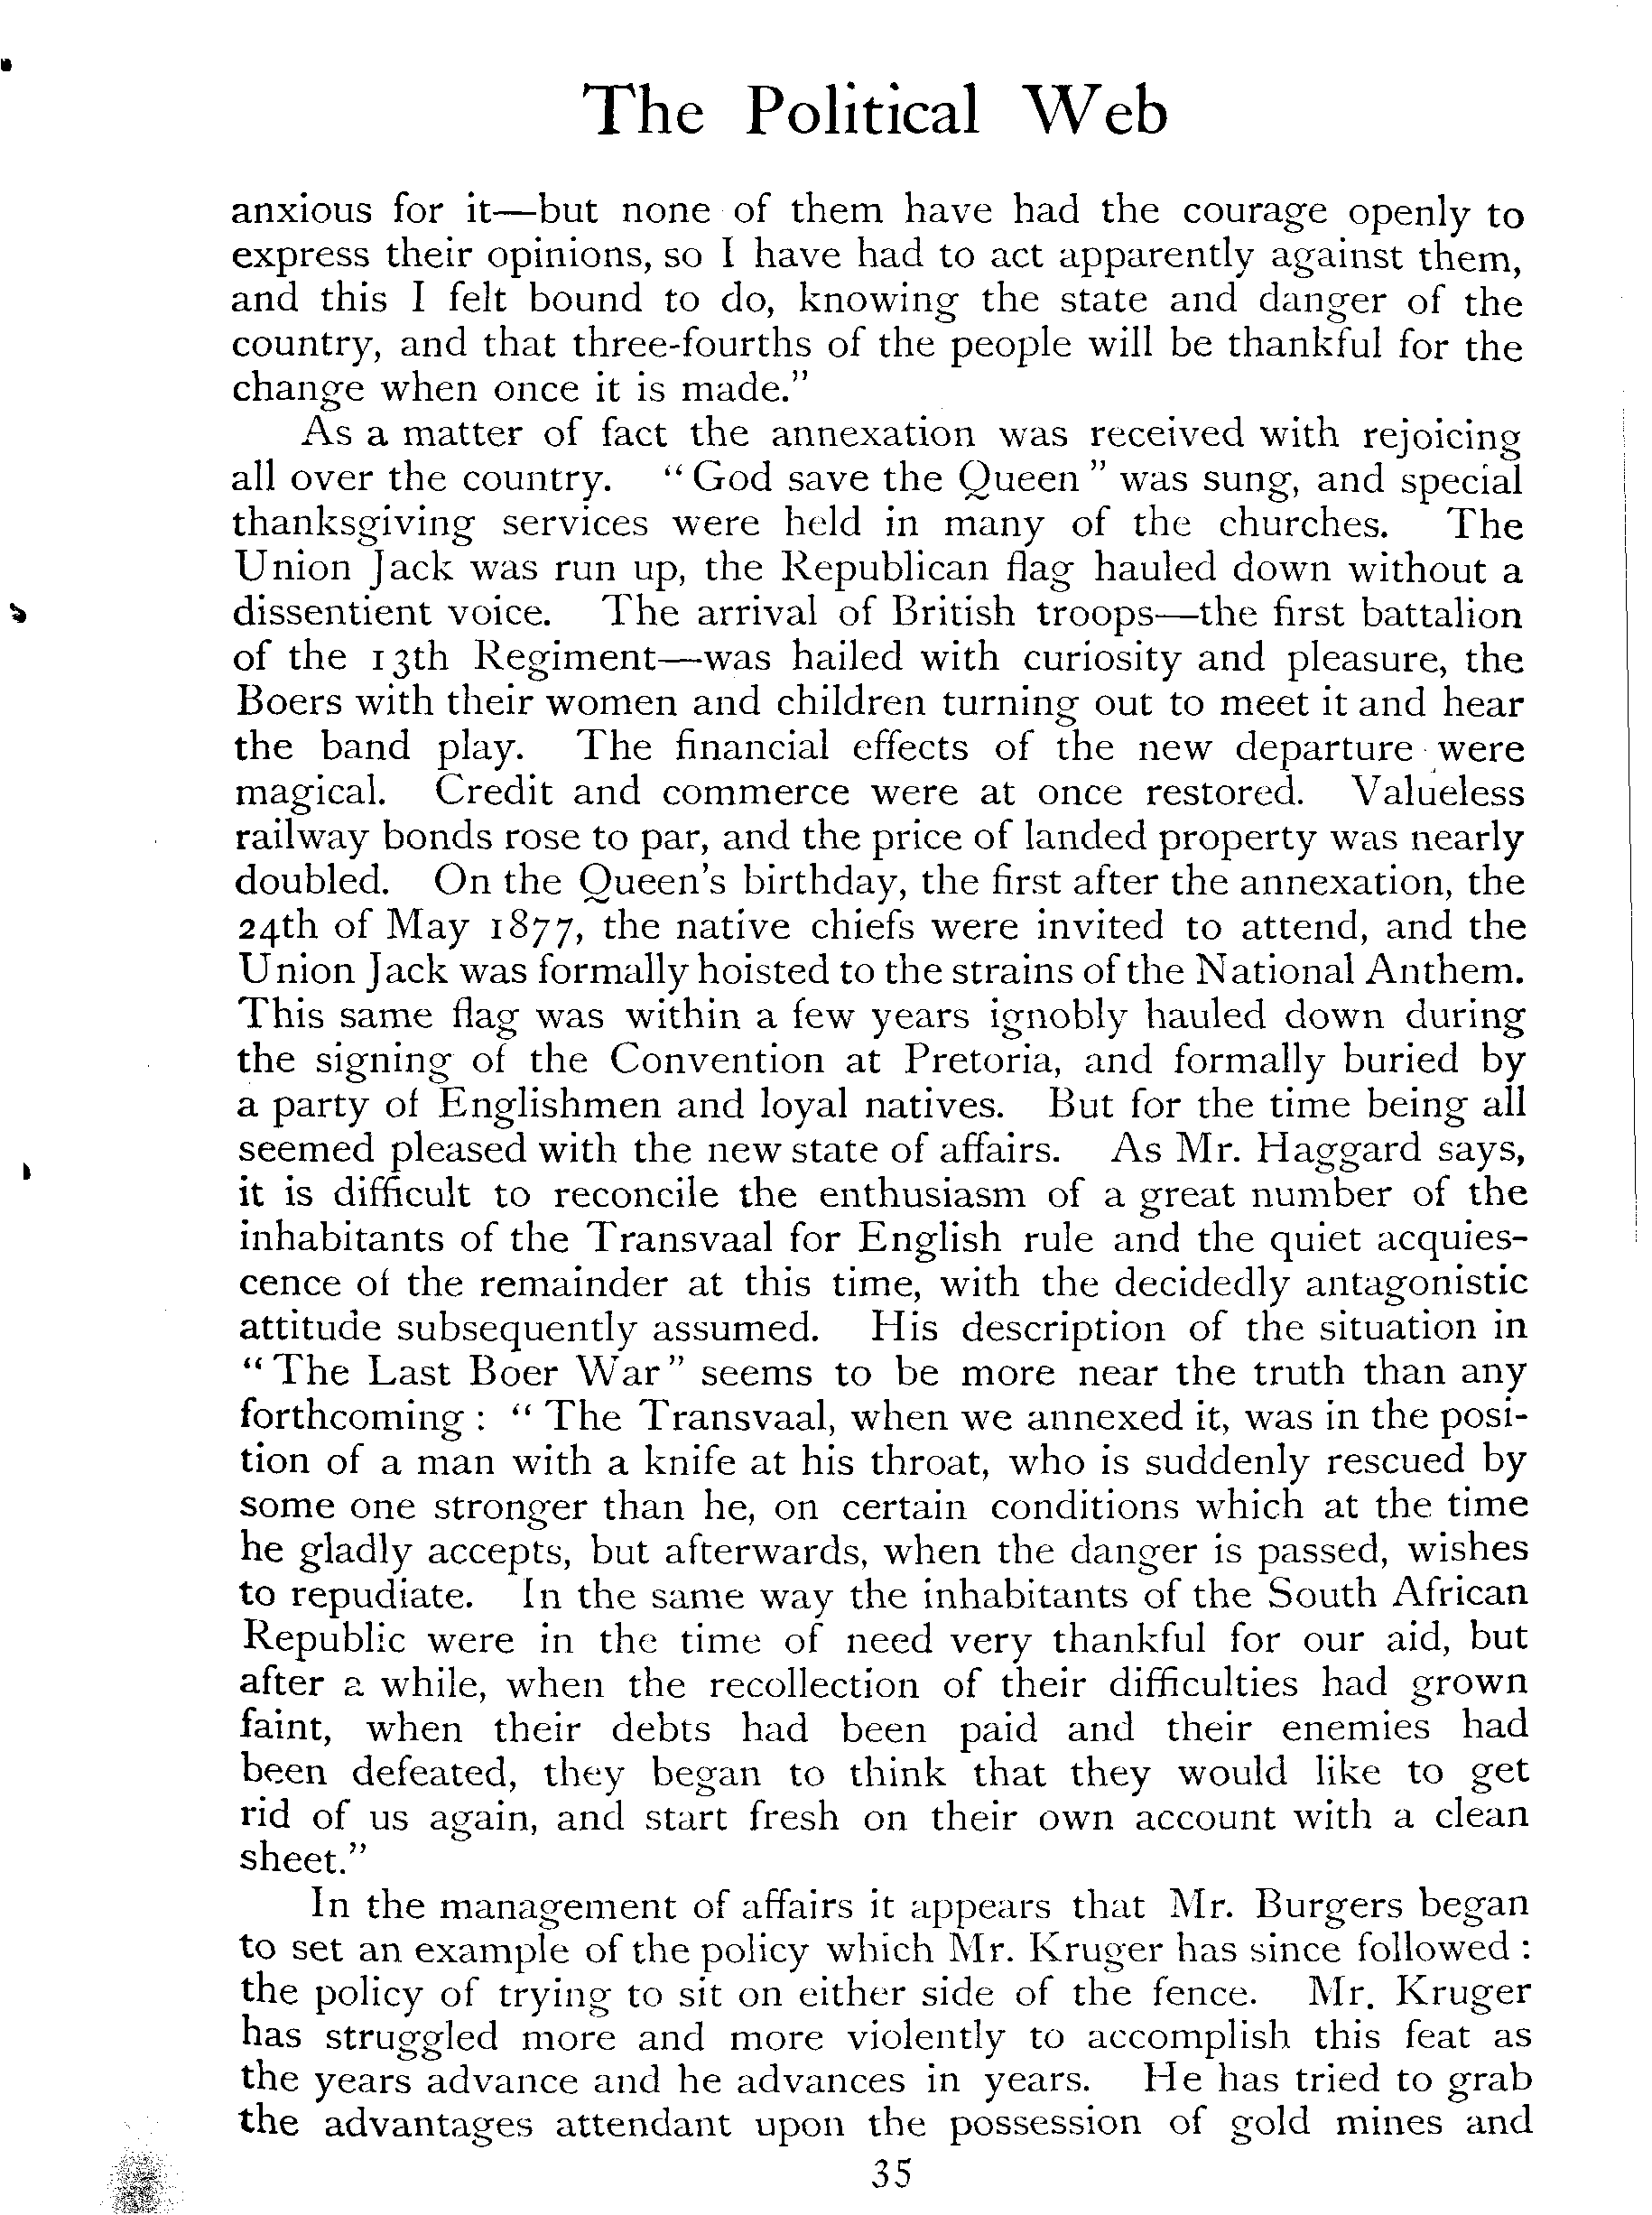 The Political Web
anxious for it—but none of them have had the courage openly to
express their opinions, so I have had to act apparently against them,
and this I felt bound to do, knowing the state and danger of the
country, and that three-fourths of the people will be thankful for the
change when once it is made.”
As a matter of fact the annexation was received with rejoicing
all over the country. “God save the Queen” was sung, and special
thanksgiving services were held in many of the churches. The
Union Jack was run up, the Republican flag hauled down without a
dissentient voice. The arrival of British troops—the first battalion
of the 13th Regiment—was hailed with curiosity and pleasure, the
Boers with their women and children turning out to meet it and hear
the band play. The financial effects of the new departure were
magical. Credit and commerce were at once restored. Valueless
railway bonds rose to par, and the price of landed property was nearly
doubled. On the Queen’s birthday, the first after the annexation, the
24th of May 1877, the native chiefs were invited to attend, and the
Union Jack was formally hoisted to the strains of the National Anthem.
This same flag was within a few years ignobly hauled down during
the signing of the Convention at Pretoria, and formally buried by
a party of Englishmen and loyal natives. But for the time being all
seemed pleased with the new state of affairs. As Mr. Haggard says,
it is difficult to reconcile the enthusiasm of a great number of the
inhabitants of the Transvaal for English rule and the quiet acquies-
cence of the remainder at this time, with the decidedly antagonistic
attitude subsequently assumed. His description of the situation in
“The Last Boer War” seems to be more near the truth than any
forthcoming: “The Transvaal, when we annexed it, was in the posi-
tion of a man with a knife at his throat, who is suddenly rescued by
some one stronger than he, on certain conditions which at the time
he gladly accepts, but afterwards, when the danger is passed, wishes
to repudiate. In the same way the inhabitants of the South African
Republic were in the time of need very thankful for our aid, but
after a while, when the recollection of their difficulties had grown
faint, when their debts had been paid and their enemies had
been defeated, they began to think that they would like to get
rid of us again, and start fresh on their own account with a clean
sheet.”
In the management of affairs it appears that Mr. Burgers began
to set an example of the policy which Mr. Kruger has since followed:
the policy of trying to sit on either side of the fence. Mr. Kruger
has struggled more and more violently to accomplish this feat as
the years advance and he advances in years. He has tried to grab
the advantages attendant upon the possession of gold mines and
35